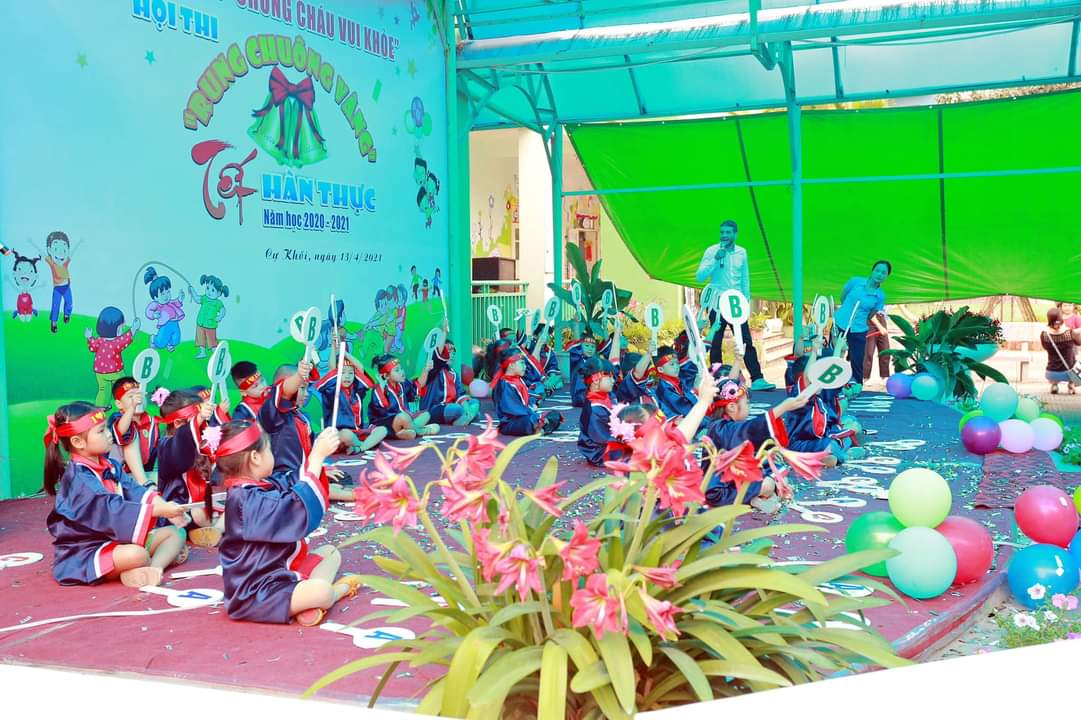 CHÚNG CHÁU VUI KHỎE"
HỘI THI
"RUNG CHUÔNG VÀNG"
Tết
HÀN THỰC
Năm học 2020 - 2021
Cự Khối, ngày 13/4/2021
B
B
B
B
B
B
B
B
A
A